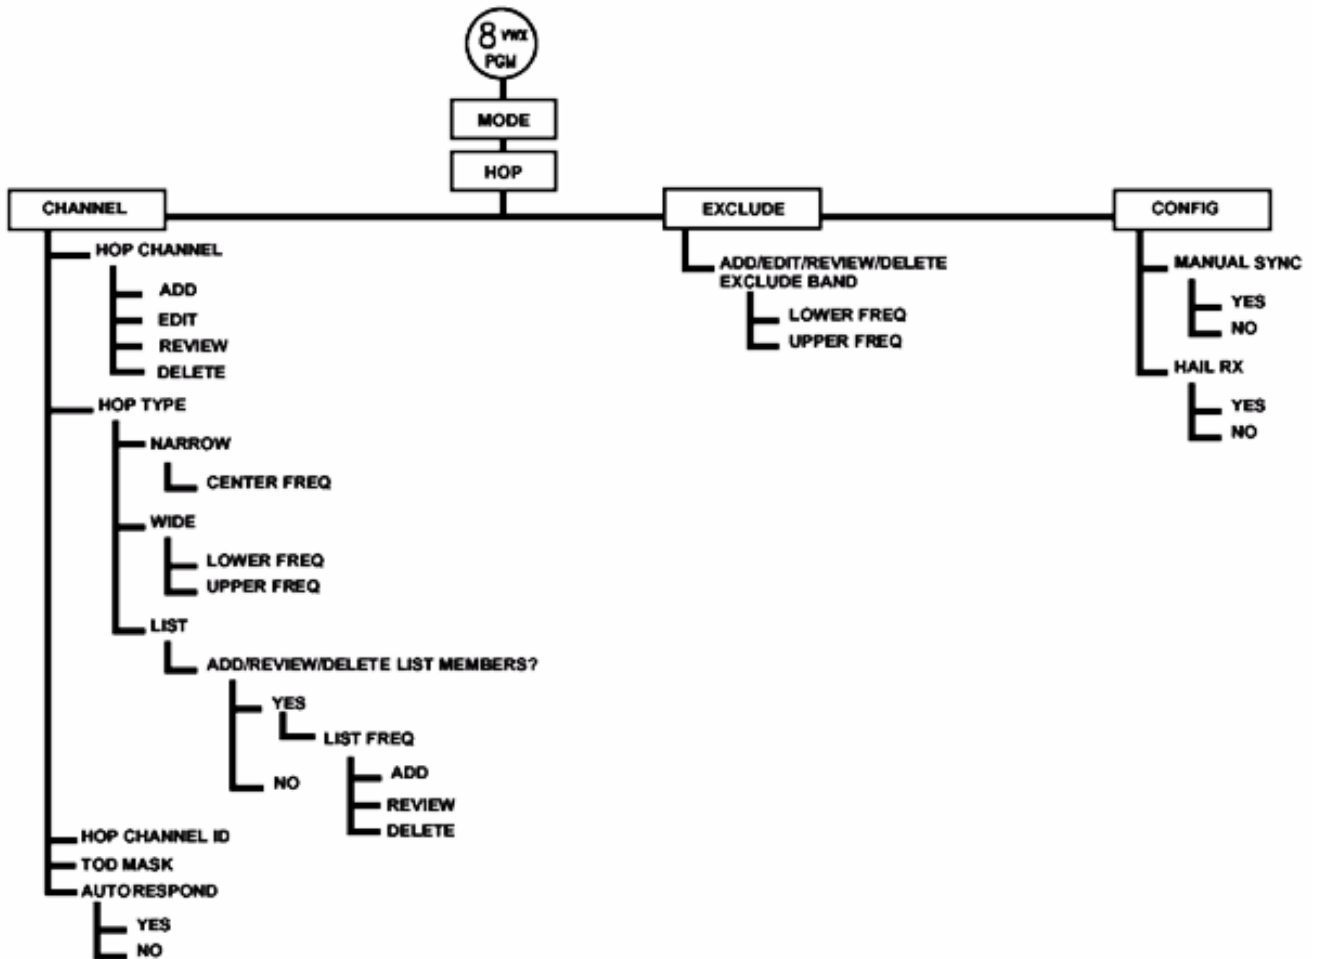 8 VWX
PGM
MODE
HOP
CHANNEL
HOP CHANNEL
ADD
EDIT
REVIEW
DELETE
HOP TYPE
NARROW
CENTER FREQ
WIDE
LOWER FREQ
UPPER FREQ
LIST
ADD/REVIEW/DELETE LIST MEMBERS?
YES
LIST FREQ
ADD
REVIEW
DELETE
NO
HOP CHANNEL ID
TOD MASK
AUTORESPOND
YES
NO
EXCLUDE
ADD/EDIT/REVIEW/DELETE
EXCLUDE BAND
LOWER FREQ
UPPER FREQ
CONFIG
MANUAL SYNC
YES
NO
HAIL RX
YES
NO